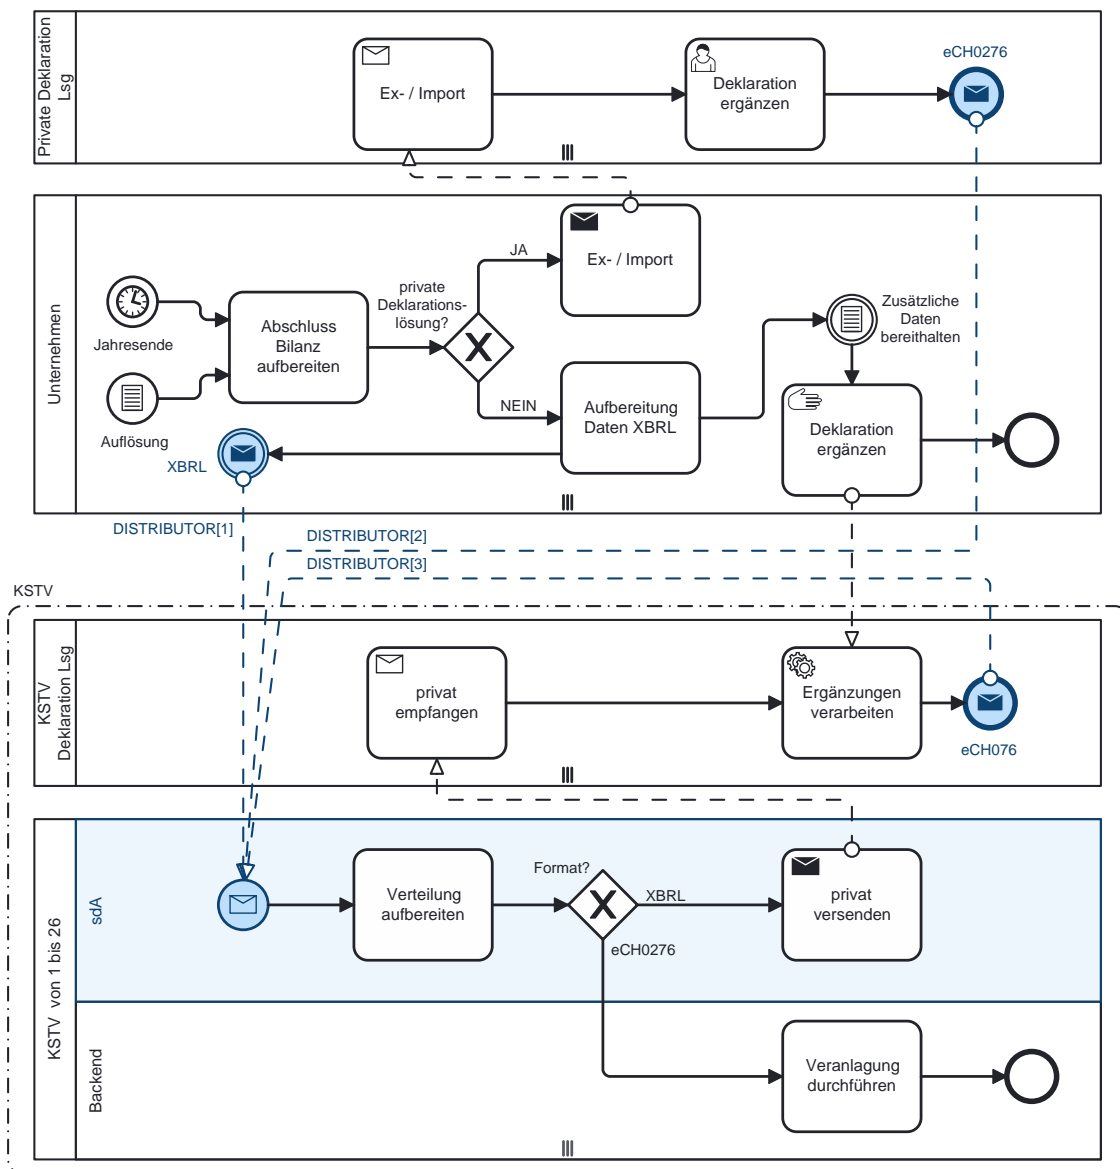 Private Deklaration
Lsg
Ex- / Import
Deklaration
ergänzen
eCH0276
Unternehmen
Jahresende
Auflösung
Abschluss
Bilanz
aufbereiten
private
Deklarations-
lösung?
JA
NEIN
Ex- / Import
Aufbereitung
Daten XBRL
Zusätzliche
Daten
bereithalten
Deklaration
ergänzen
XBRL
DISTRIBUTOR[1]
DISTRIBUTOR[2]
DISTRIBUTOR[3]
KSTV
KSTV
Deklaration Lsg
privat
empfangen
Ergänzungen
verarbeiten
eCH076
KSTV von 1 bis 26
sdA
Verteilung
aufbereiten
Format?
XBRL
eCH0276
privat
versenden
Backend
Veranlagung
durchführen